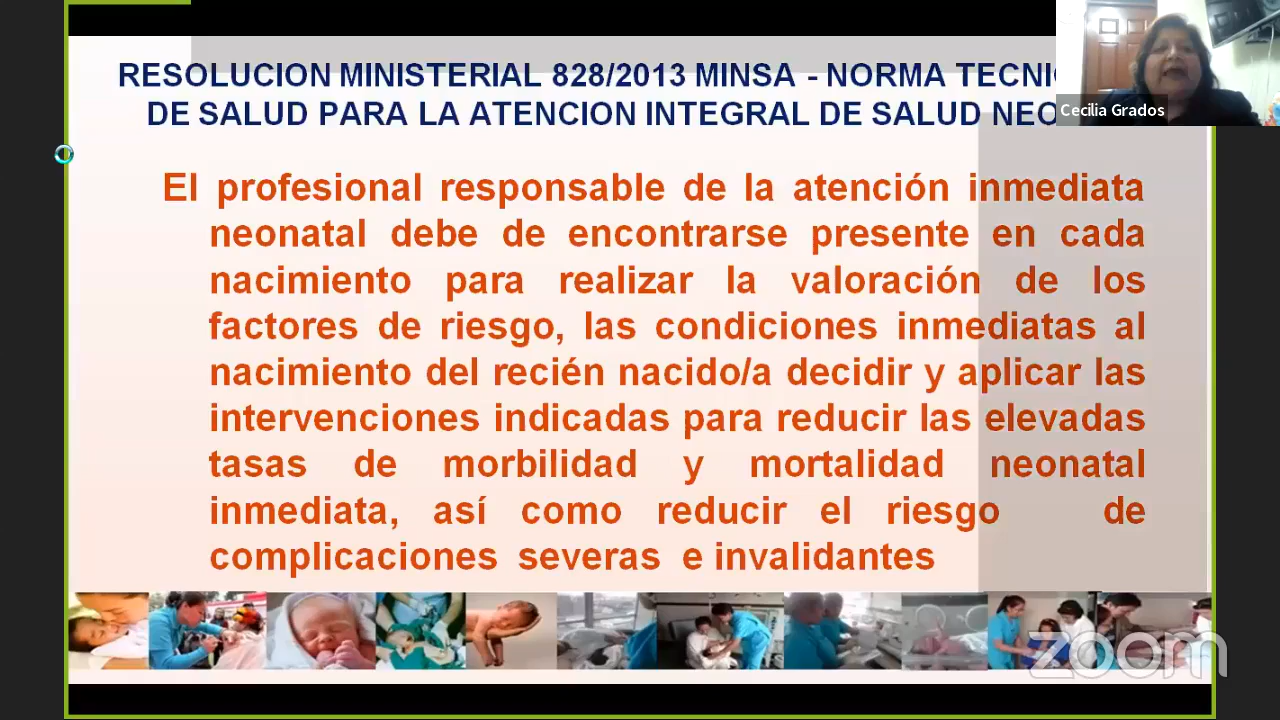 RESOLUCION MINISTERIAL 828/2013 MINSA - NORMA
DE SALUD PARA LA ATENCION INTEGRAL DE SALUD
Cecilia Grados
El profesional responsable de la atención inmediata
neonatal debe de encontrarse presente en cada
nacimiento para realizar la valoración de los
factores de riesgo, las condiciones inmediatas al
nacimiento del recién nacido/a decidir y aplicar las
intervenciones indicadas para reducir las elevadas
tasas de morbilidad y mortalidad neonatal
inmediata, así como reducir el riesgo de
complicaciones severas e invalidantes
zoom